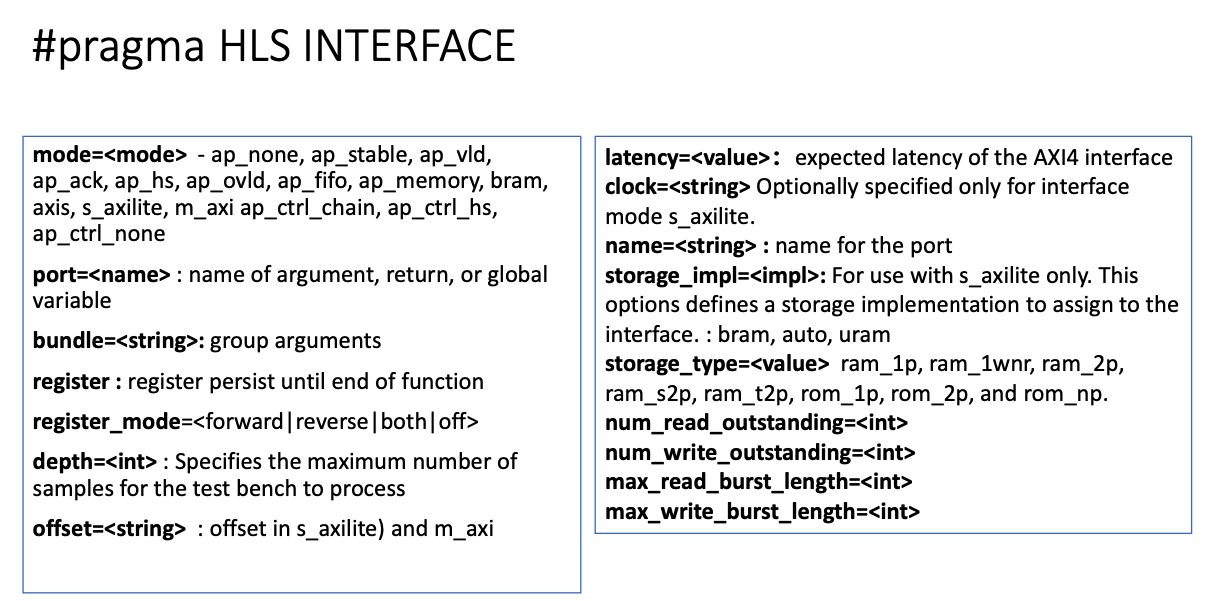 #pragma HLS INTERFACE
mode=<mode>  - ap_none, ap_stable, ap_vld,
ap_ack, ap_hs, ap_ovld, ap_fifo, ap_memory, bram,
axis, s_axilite, m_axi ap_ctrl_chain, ap_ctrl_hs,
ap_ctrl_none
port=<name> : name of argument, return, or global
variable
bundle=<string>: group arguments
register : register persist until end of function
register_mode=<forward|reverse|both|off>
depth=<int> : Specifies the maximum number of
samples for the test bench to process
offset=<string>  : offset in s_axilite) and m_axi
latency=<value>： expected latency of the AXI4 interface
clock=<string> Optionally specified only for interface
mode s_axilite.
name=<string> : name for the port
storage_impl=<impl>: For use with s_axilite only. This
options defines a storage implementation to assign to the
interface. : bram, auto, uram
storage_type=<value>  ram_1p, ram_1wnr, ram_2p,
ram_s2p, ram_t2p, rom_1p, rom_2p, and rom_np.
num_read_outstanding=<int>
num_write_outstanding=<int>
max_read_burst_length=<int>
max_write_burst_length=<int>